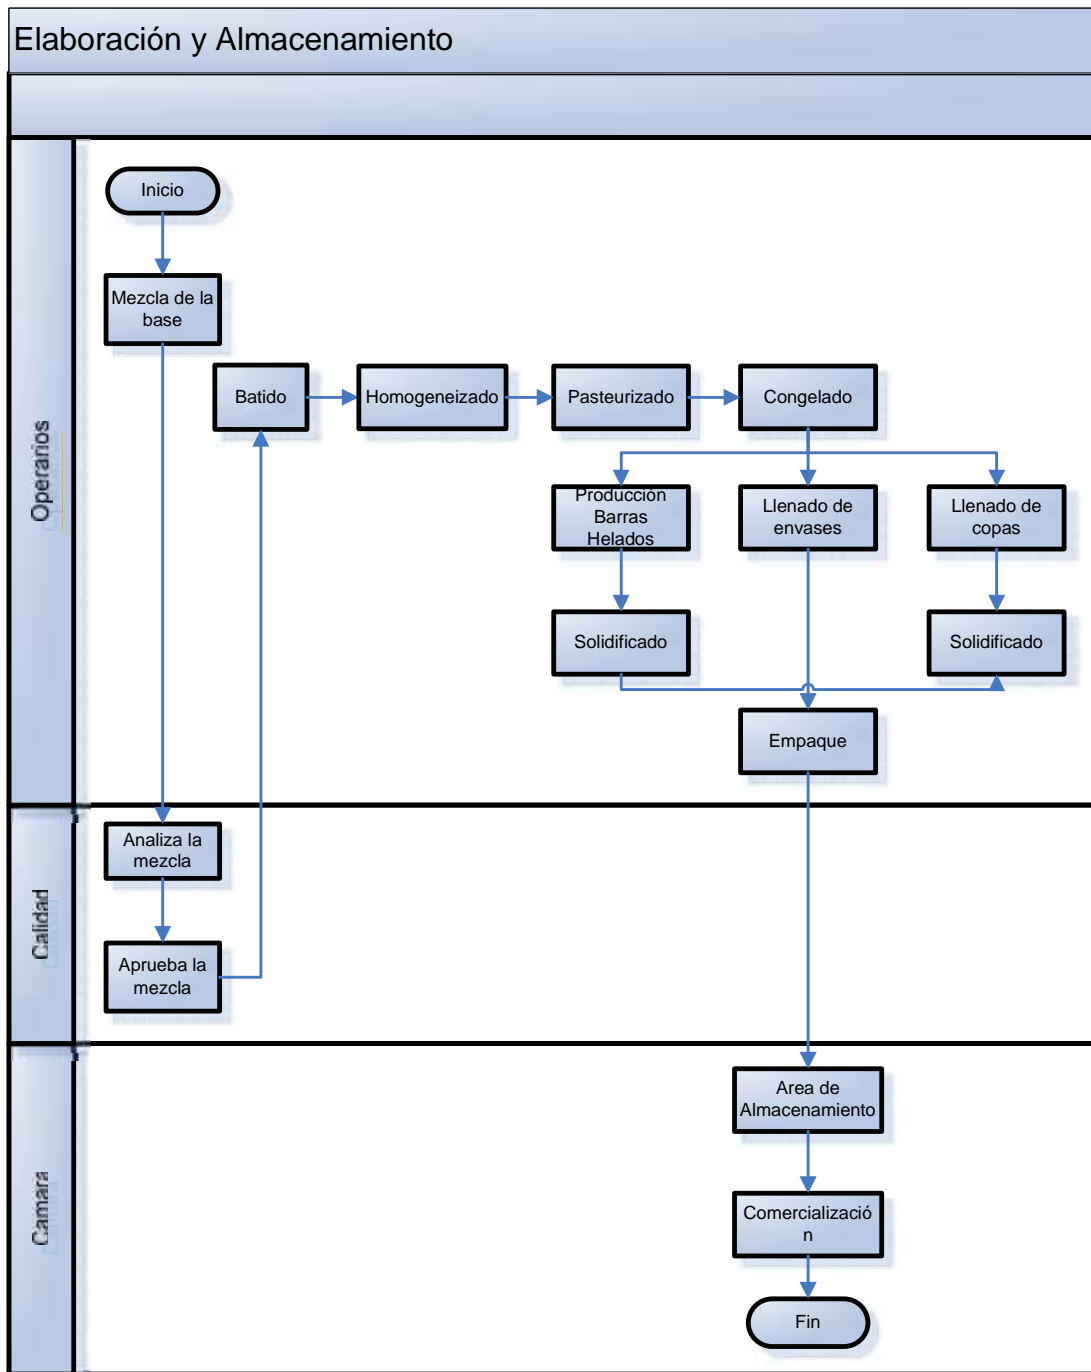 Elaboración y Almacenamiento
Operarios
Inicio
Mezcla de la
base
Batido
Homogeneizado
Pasteurizado
Congelado
Producción
Barras
Helados
Llenado de
envases
Llenado de
copas
Solidificado
Solidificado
Empaque
Calidad
Analiza la
mezcla
Aprueba la
mezcla
Camara
Area de
Almacenamiento
Comercializació
n
Fin